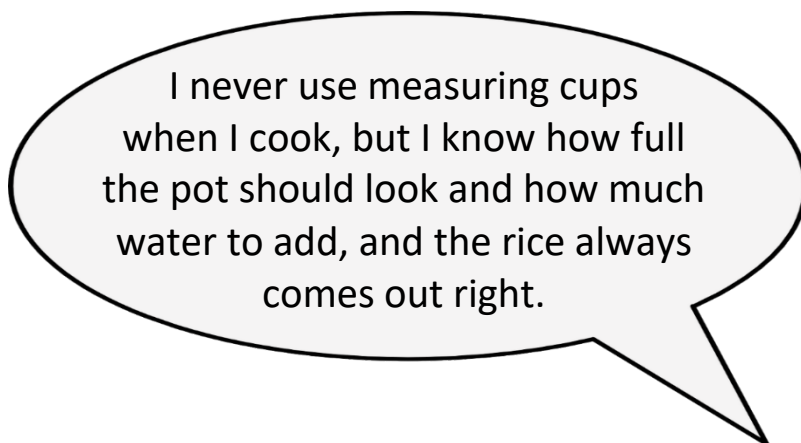 I never use measuring cups
when I cook, but I know how full
the pot should look and how much
water to add, and the rice always
comes out right.